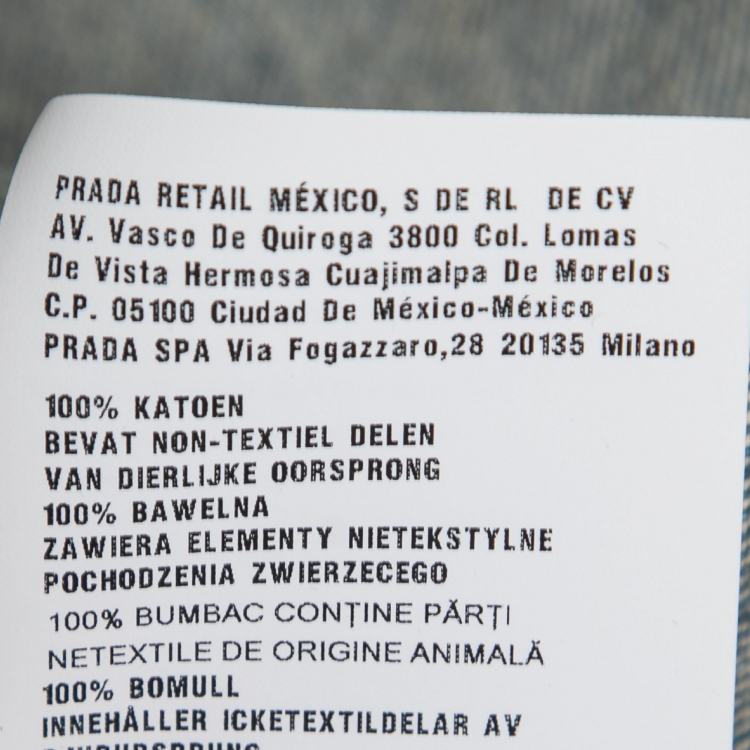 PRADA RETAIL MÉXICO, S DE RL DE CV
AV. Vasco De Quiroga 3800 Col. Lomas
De Vista Hermosa Cuajimalpa De Morelos
C.P. 05100 Ciudad De México-México
PRADA SPA Via Fogazzaro,28 20135 Milano
100% KATOEN
BEVAT NON-TEXTIEL DELEN
VAN DIERLIJKE OORSPRONG
100% BAWELNA
ZAWIERA ELEMENTY NIETEKSTYLNE
POCHODZENIA ZWIERZECEGO
100% BUMBAC CONȚINE PĂRȚI
NETEXTILE DE ORIGINE ANIMALĂ
100% BOMULL
INNEHÅLLER ICKETEXTILDELAR AV